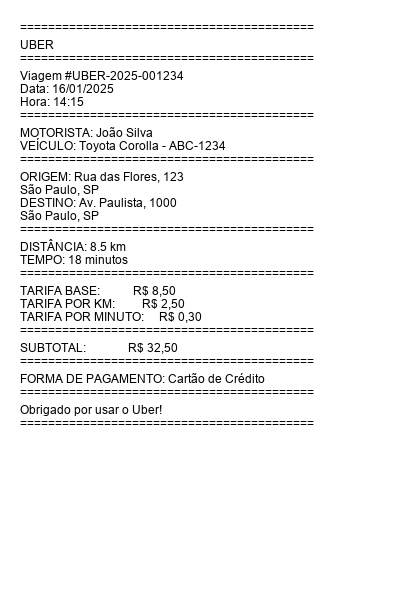 ==========================================
UBER
==========================================
Viagem #UBER-2025-001234
Data: 16/01/2025
Hora: 14:15
==========================================
MOTORISTA: João Silva
VEÍCULO: Toyota Corolla - ABC-1234
==========================================
ORIGEM: Rua das Flores, 123
São Paulo, SP
DESTINO: Av. Paulista, 1000
São Paulo, SP
==========================================
DISTÂNCIA: 8.5 km
TEMPO: 18 minutos
==========================================
TARIFA BASE: R$ 8,50
TARIFA POR KM: R$ 2,50
TARIFA POR MINUTO: R$ 0,30
==========================================
SUBTOTAL: R$ 32,50
==========================================
FORMA DE PAGAMENTO: Cartão de Crédito
==========================================
Obrigado por usar o Uber!
==========================================